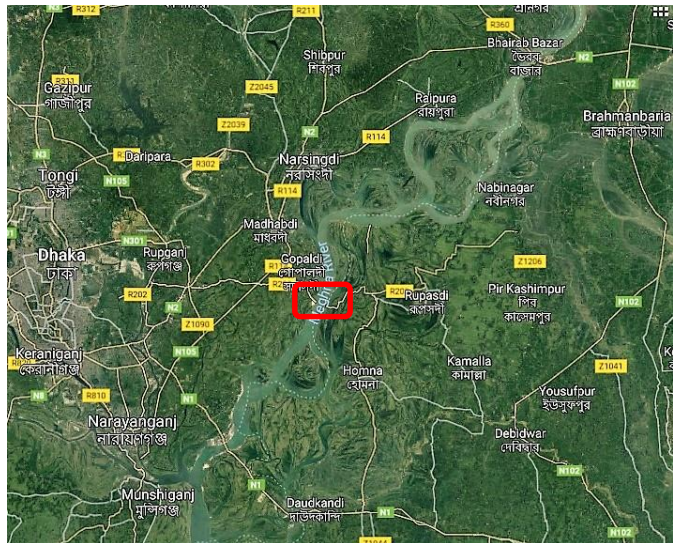 N3
R312
R211
R360
Bhairab Bazar
ভৈরব
বাজার
N2
Shibpur
শিবপুর
R313
Gazipur
গাজীপুর
Z2045
Raipura
রায়পুরা
N102
Brahmanbaria
ব্রাহ্মণবাড়ীয়া
Z2039
N2
R114
N3
Daripara
R302
Narsingdi
নরসিংদী
Tongi
টঙ্গী
N105
R114
Nabinagar
নবীনগর
Madhabdi
মাধবদী
Dhaka
ঢাকা
N301
Rupganj
রূপগঞ্জ
Gopaldi
গোপালদী
River
Z1206
R202
N2
Rupasdi
রূপসদী
Pir Kashimpur
পির
কাসেমপুর
N102
Z1090
Keraniganj
কেরানীগঞ্জ
N105
Homna
হোমনা
Kamalla
কামাল্লা
Z1041
N8
R810
N1
Yousufpur
ইউসুফপুর
Narayanganj
নারায়ণগঞ্জ
Debidwar
দেবিদ্বার
N102
Munshiganj
মুন্সিগঞ্জ
N1
Daudkandi
দাউদকান্দি
N1
N102